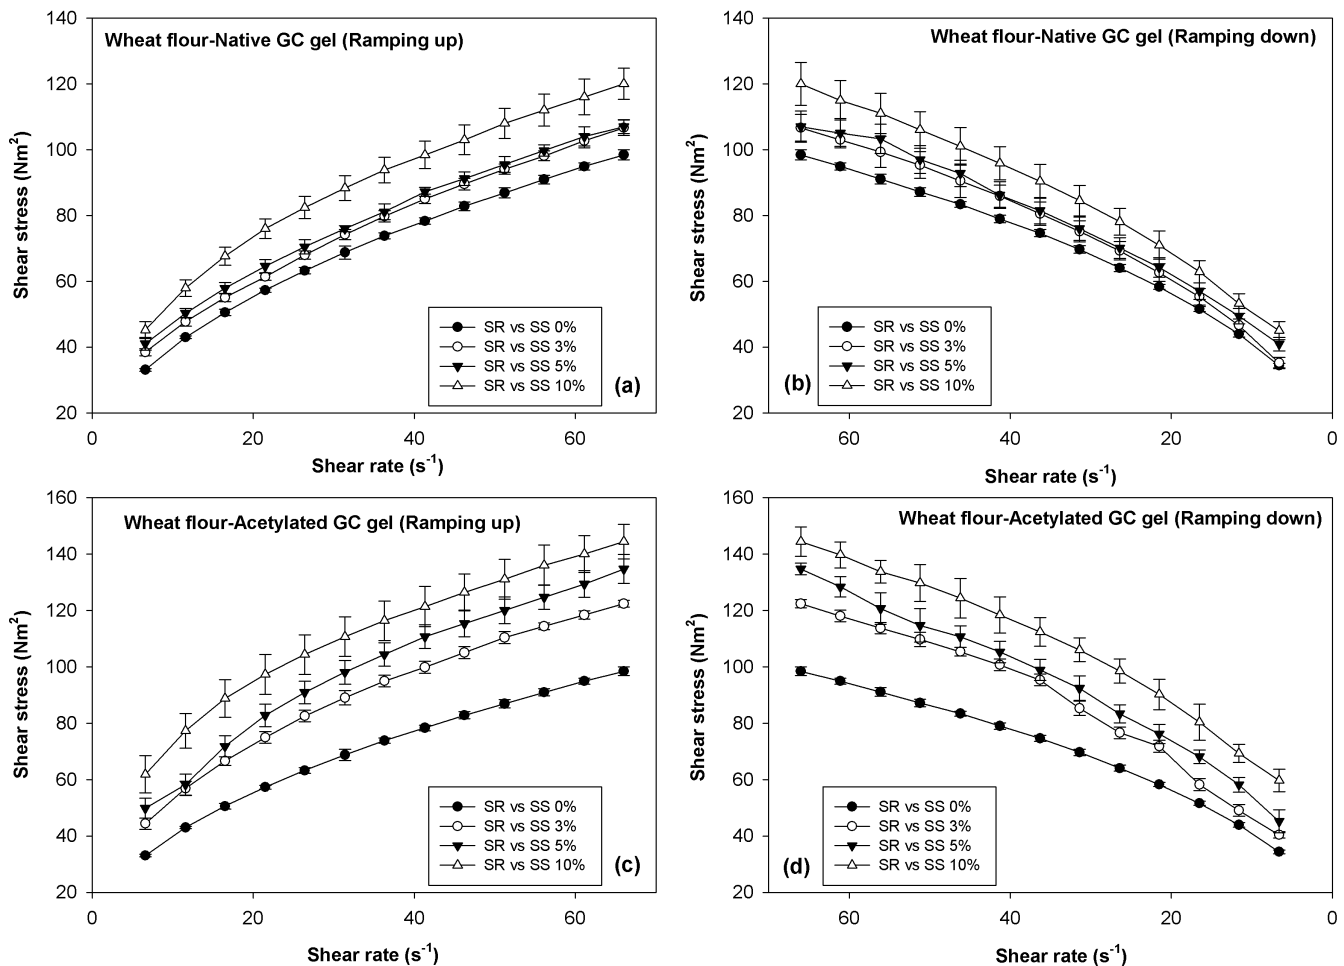 Wheat flour-Native GC gel (Ramping up)
Shear stress (Nm²)
140
120
100
80
60
40
20
SR vs SS 0%
SR vs SS 3%
SR vs SS 5%
SR vs SS 10%
(a)
0 20 40 60
Shear rate (s⁻¹)
Wheat flour-Native GC gel (Ramping down)
Shear stress (Nm²)
140
120
100
80
60
40
20
SR vs SS 0%
SR vs SS 3%
SR vs SS 5%
SR vs SS 10%
(b)
60 40 20 0
Shear rate (s⁻¹)
Wheat flour-Acetylated GC gel (Ramping up)
Shear stress (Nm²)
160
140
120
100
80
60
40
20
SR vs SS 0%
SR vs SS 3%
SR vs SS 5%
SR vs SS 10%
(c)
0 20 40 60
Shear rate (s⁻¹)
Wheat flour-Acetylated GC gel (Ramping down)
Shear stress (Nm²)
160
140
120
100
80
60
40
20
SR vs SS 0%
SR vs SS 3%
SR vs SS 5%
SR vs SS 10%
(d)
60 40 20 0
Shear rate (s⁻¹)